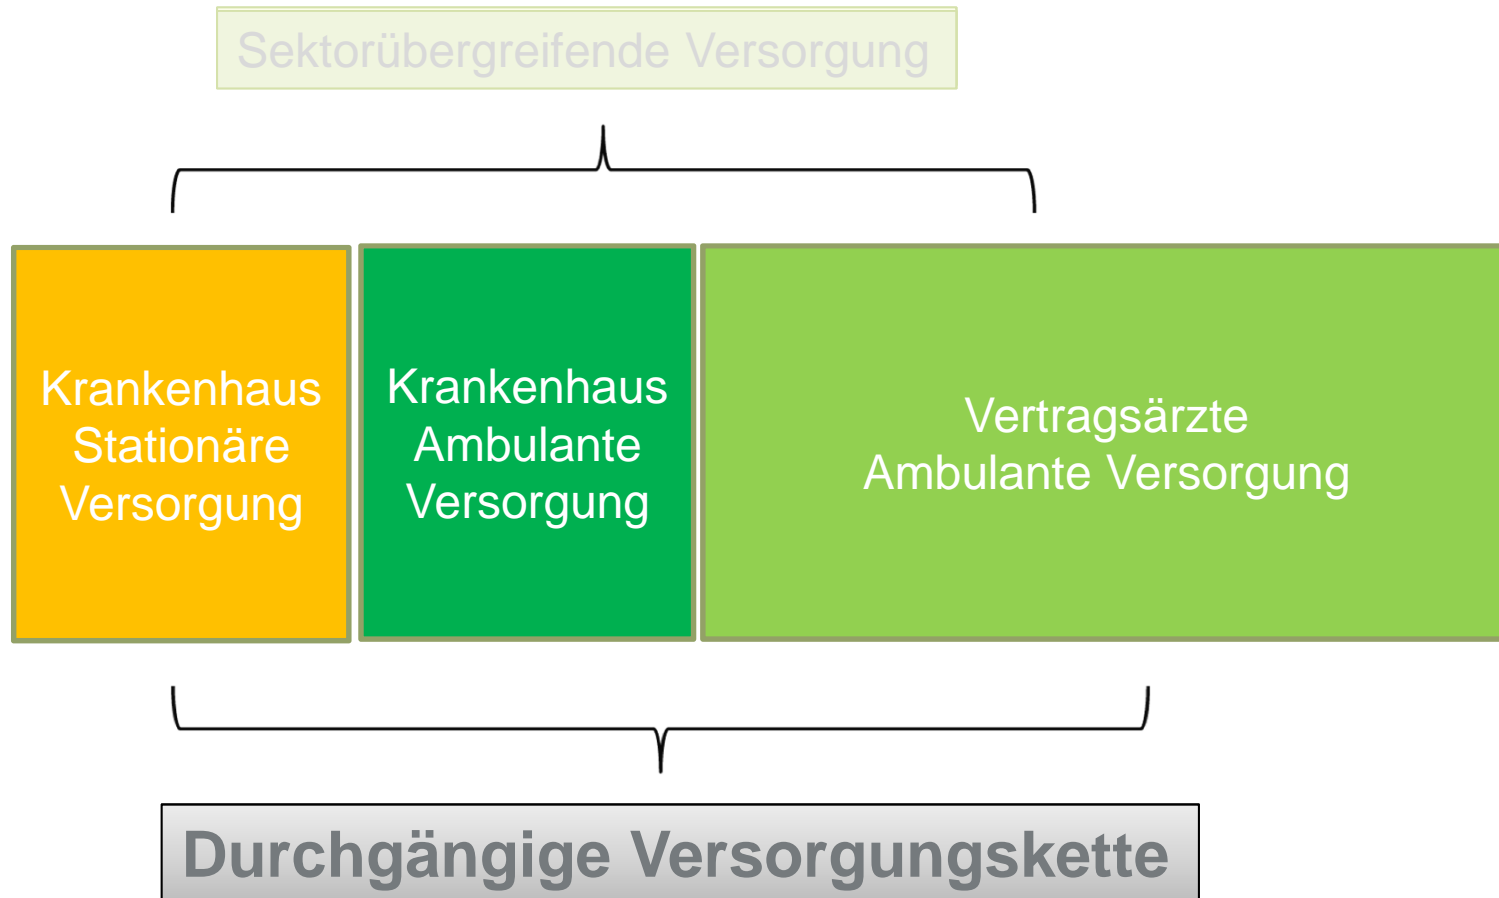 Sektorübergreifende Versorgung
Krankenhaus
Stationäre
Versorgung
Krankenhaus
Ambulante
Versorgung
Vertragsärzte
Ambulante Versorgung
Durchgängige Versorgungskette